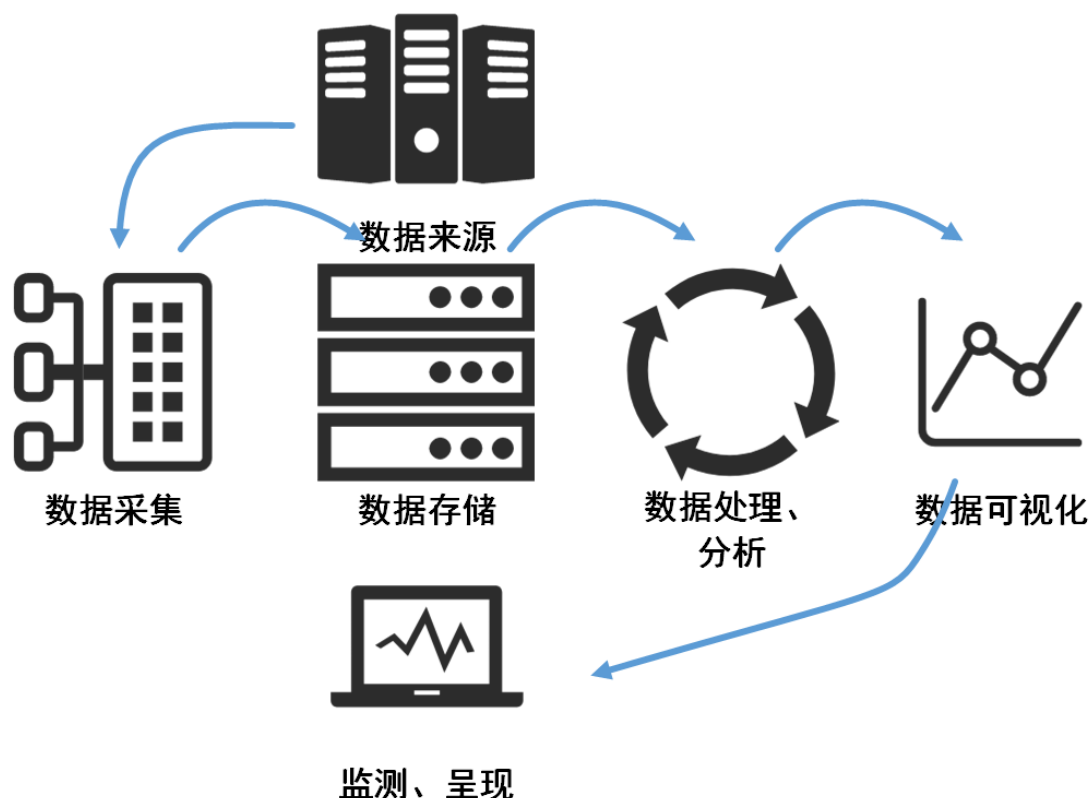 数据来源
数据采集
数据存储
数据处理、
分析
数据可视化
监测、呈现